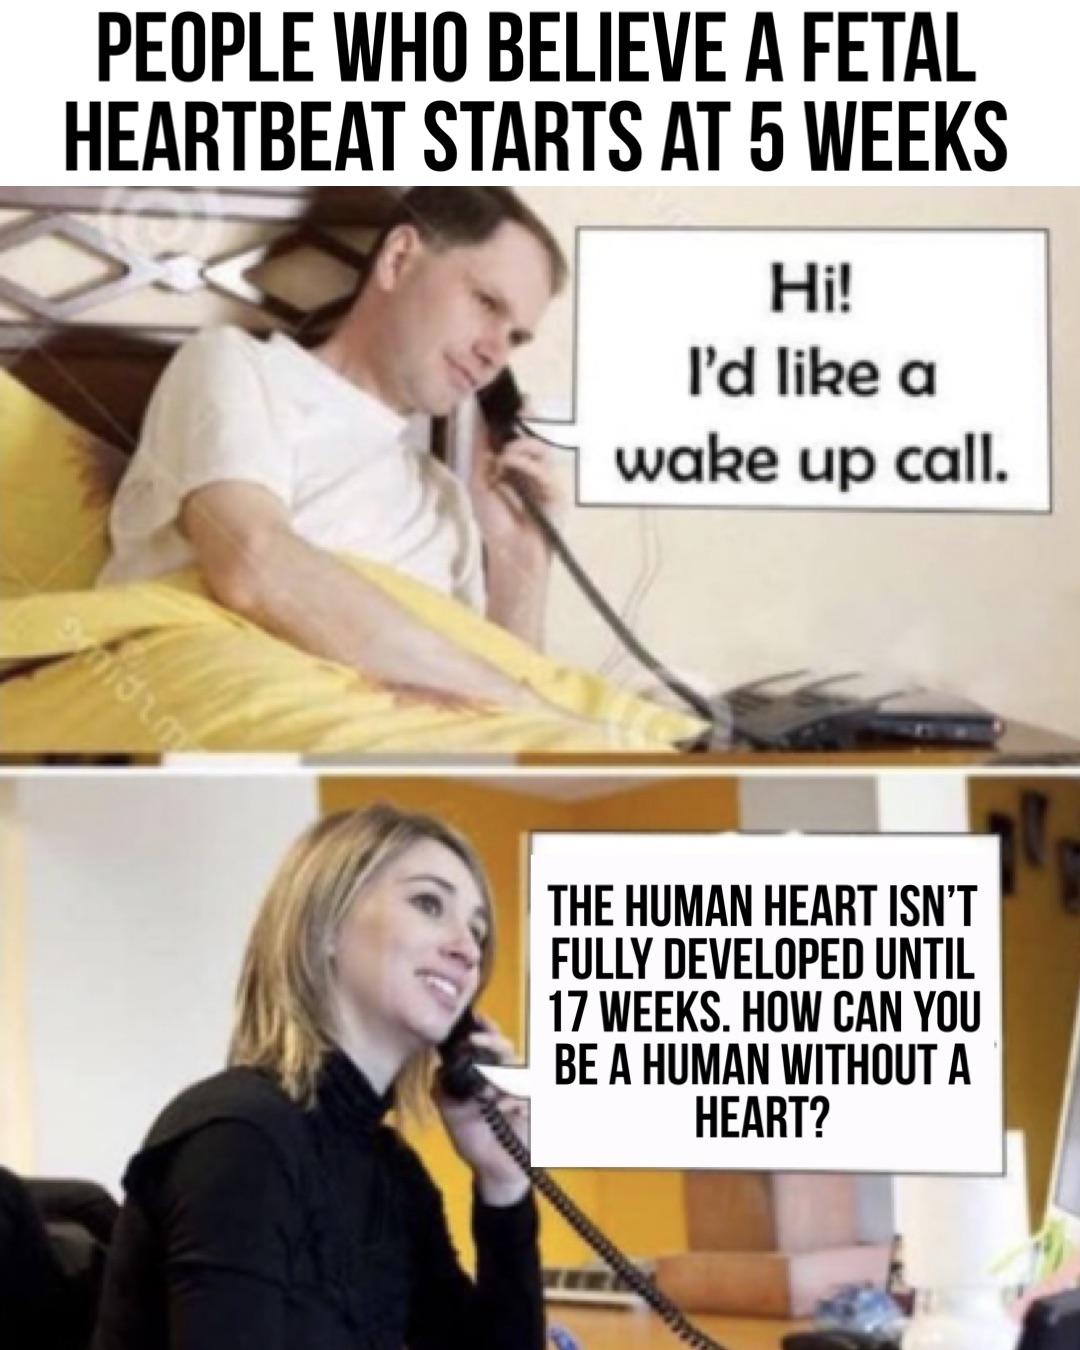 PEOPLE WHO BELIEVE A FETAL
HEARTBEAT STARTS AT 5 WEEKS
Hi!
I'd like a
wake up call.
THE HUMAN HEART ISN'T
FULLY DEVELOPED UNTIL
17 WEEKS. HOW CAN YOU
BE A HUMAN WITHOUT A
HEART?